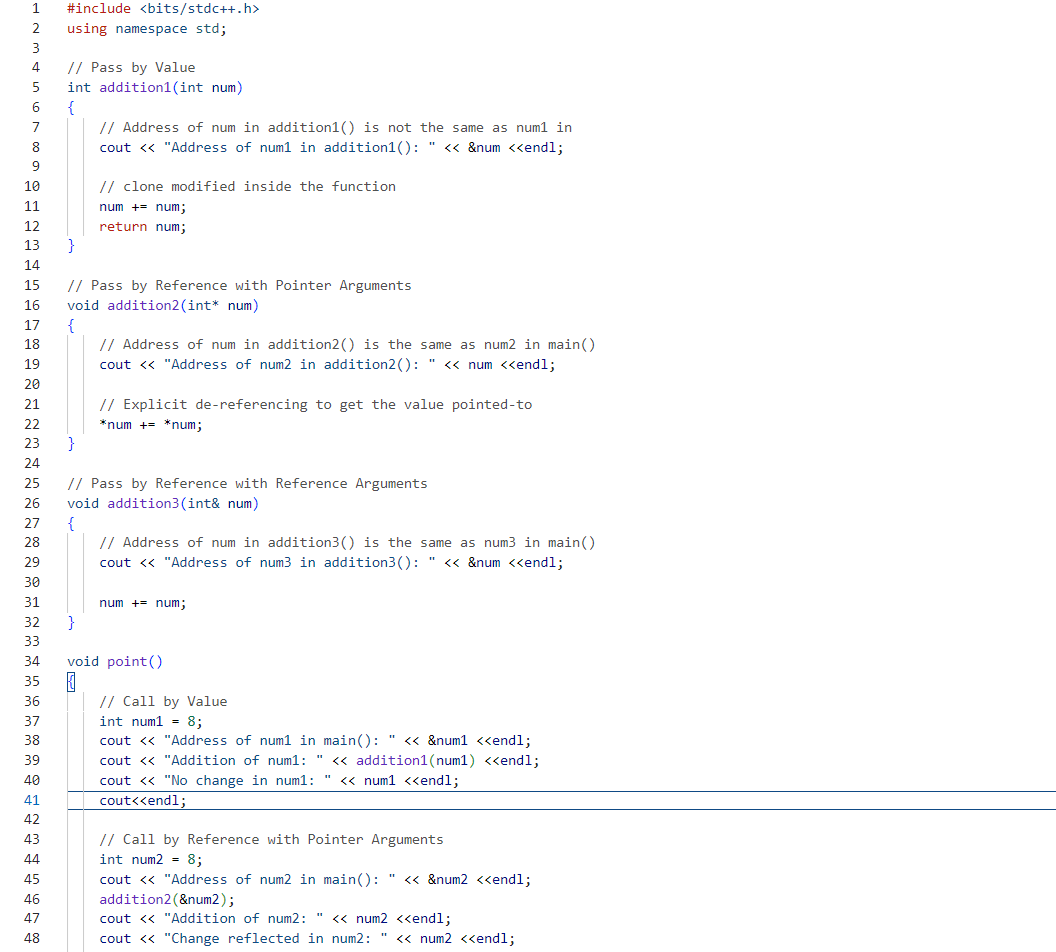 1 #include <bits/stdc++.h>
2 using namespace std;
3
4 // Pass by Value
5 int addition1(int num)
6 {
7 // Address of num in addition1() is not the same as num1 in
8 cout << "Address of num1 in addition1(): " << &num <<endl;
9
10 // clone modified inside the function
11 num += num;
12 return num;
13 }
14
15 // Pass by Reference with Pointer Arguments
16 void addition2(int* num)
17 {
18 // Address of num in addition2() is the same as num2 in main()
19 cout << "Address of num2 in addition2(): " << num <<endl;
20
21 // Explicit de-referencing to get the value pointed-to
22 *num += *num;
23 }
24
25 // Pass by Reference with Reference Arguments
26 void addition3(int& num)
27 {
28 // Address of num in addition3() is the same as num3 in main()
29 cout << "Address of num3 in addition3(): " << &num <<endl;
30
31 num += num;
32 }
33
34 void point()
35 {
36 // Call by Value
37 int num1 = 8;
38 cout << "Address of num1 in main(): " << &num1 <<endl;
39 cout << "Addition of num1: " << addition1(num1) <<endl;
40 cout << "No change in num1: " << num1 <<endl;
41 cout<<endl;
42
43 // Call by Reference with Pointer Arguments
44 int num2 = 8;
45 cout << "Address of num2 in main(): " << &num2 <<endl;
46 addition2(&num2);
47 cout << "Addition of num2: " << num2 <<endl;
48 cout << "Change reflected in num2: " << num2 <<endl;